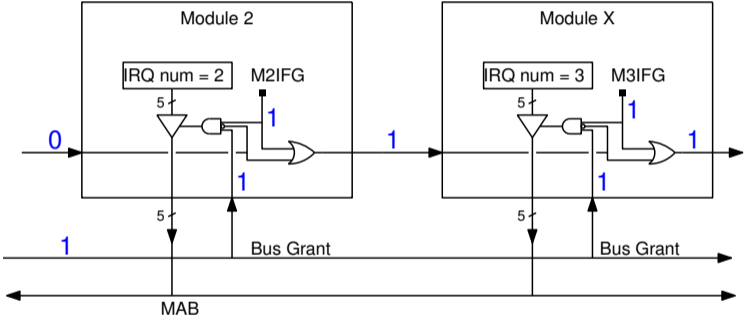 Module 2 Module X
IRQ num = 2 M2IFG IRQ num = 3 M3IFG
5 1 5 1
0 1 1
1 1
5 5
1 Bus Grant Bus Grant
MAB